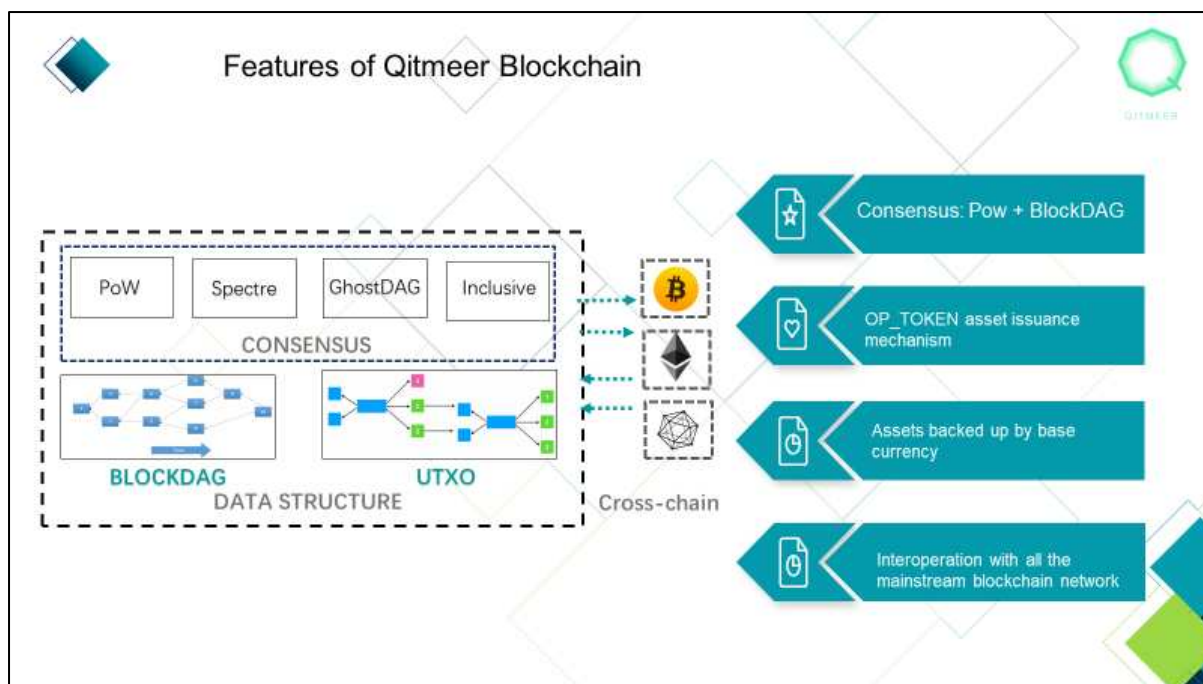 Features of Qitmeer Blockchain
QITMEER
PoW
Spectre
GhostDAG
Inclusive
CONSENSUS
BLOCKDAG
UTXO
DATA STRUCTURE
Cross-chain
Consensus: Pow + BlockDAG
OP_TOKEN asset issuance
mechanism
Assets backed up by base
currency
Interoperation with all the
mainstream blockchain network